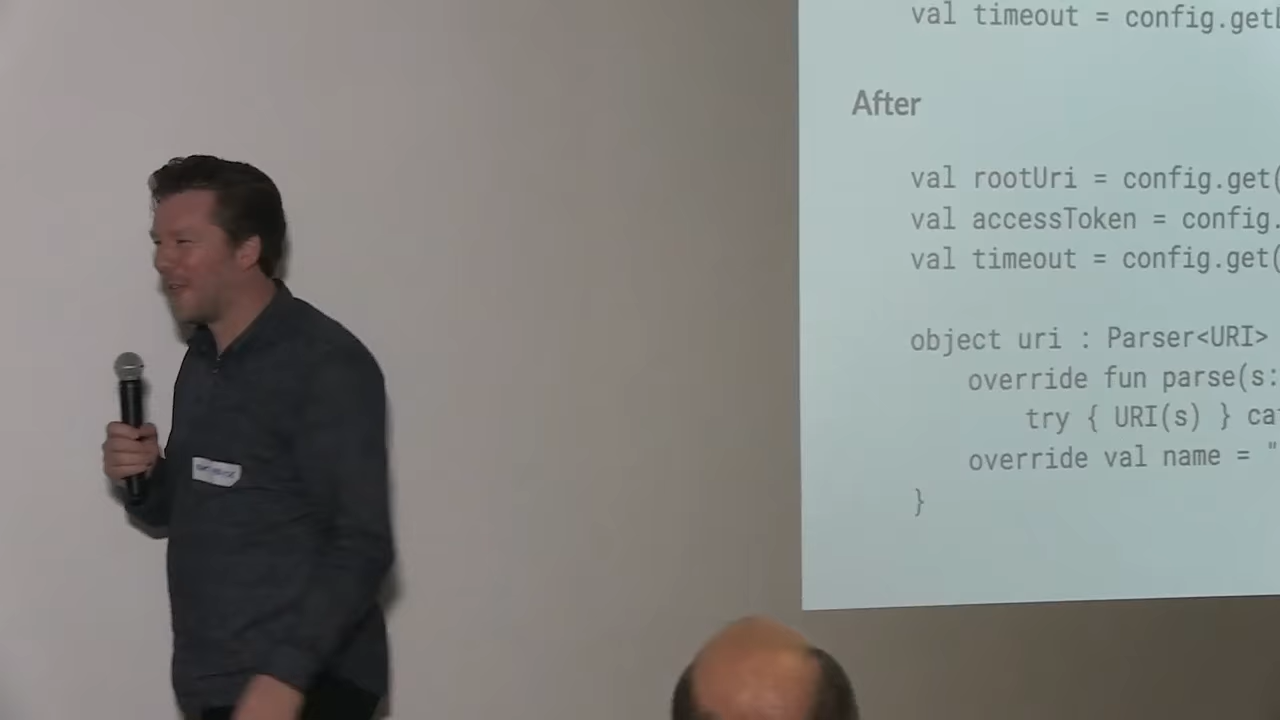 val timeout = config.get
After
val rootUri = config.get(
val accessToken = config.
val timeout = config.get(
object uri : Parser<URI>
override fun parse(s:
try { URI(s) } ca
override val name = "
}